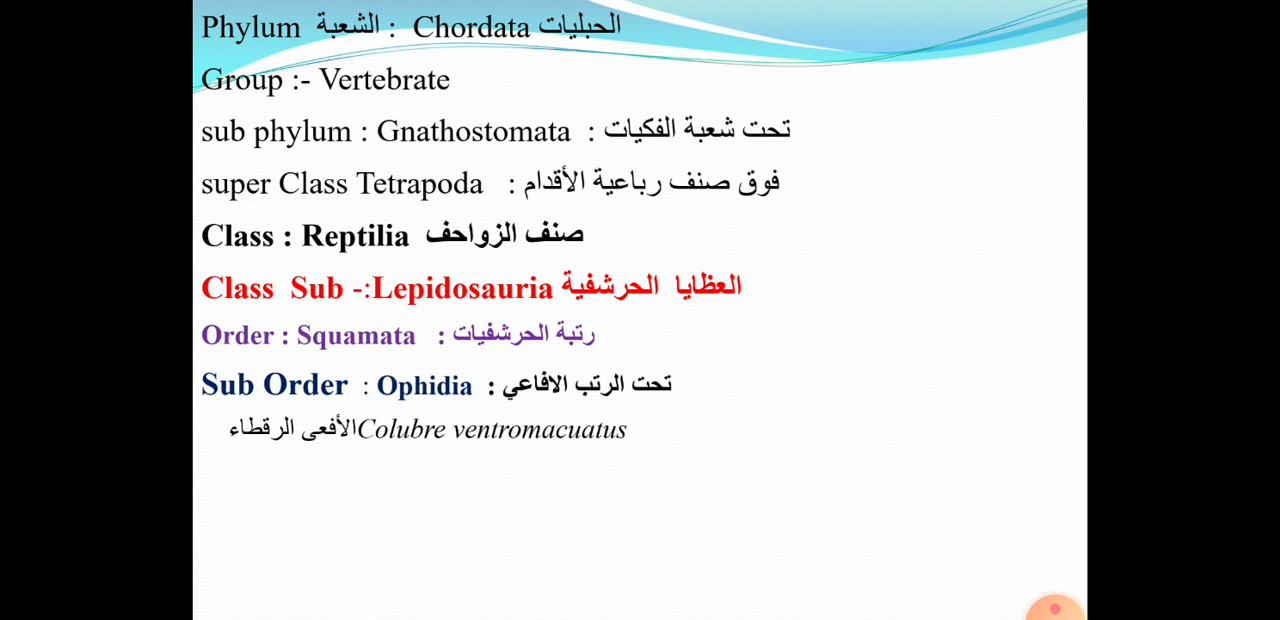 Phylum الشعبة : Chordata الحبليات
Group :- Vertebrate
sub phylum : Gnathostomata : تحت شعبة الفكيات
super Class Tetrapoda : فوق صنف رباعية الأقدام
Class : Reptilia صنف الزواحف
Class Sub -:Lepidosauria العظايا الحرشفية
Order : Squamata : رتبة الحرشفيات
Sub Order : Ophidia : تحت الرتب الافاعي
الأفعى الرقطاءColubre ventromacuatus